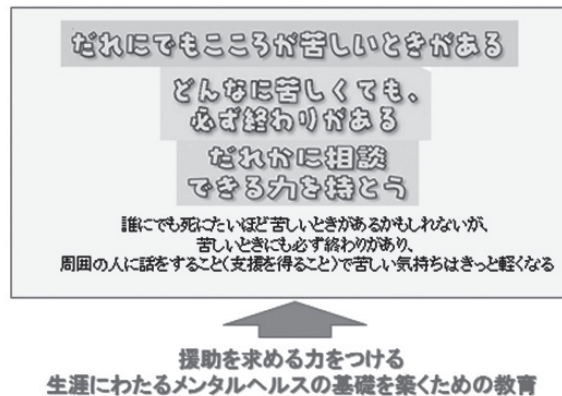 だれにでもこころが苦しいときがある
どんなに苦しくても、
必ず終わりがある
だれかに相談
できる力を持とう
誰にでも死にたいほど苦しいときがあるかもしれないが、
苦しいときにも必ず終わりがあり、
周囲の人に話をすること(支援を得ること)で苦しい気持ちはきっと軽くなる
援助を求める力をつける
生涯にわたるメンタルヘルスの基礎を築くための教育